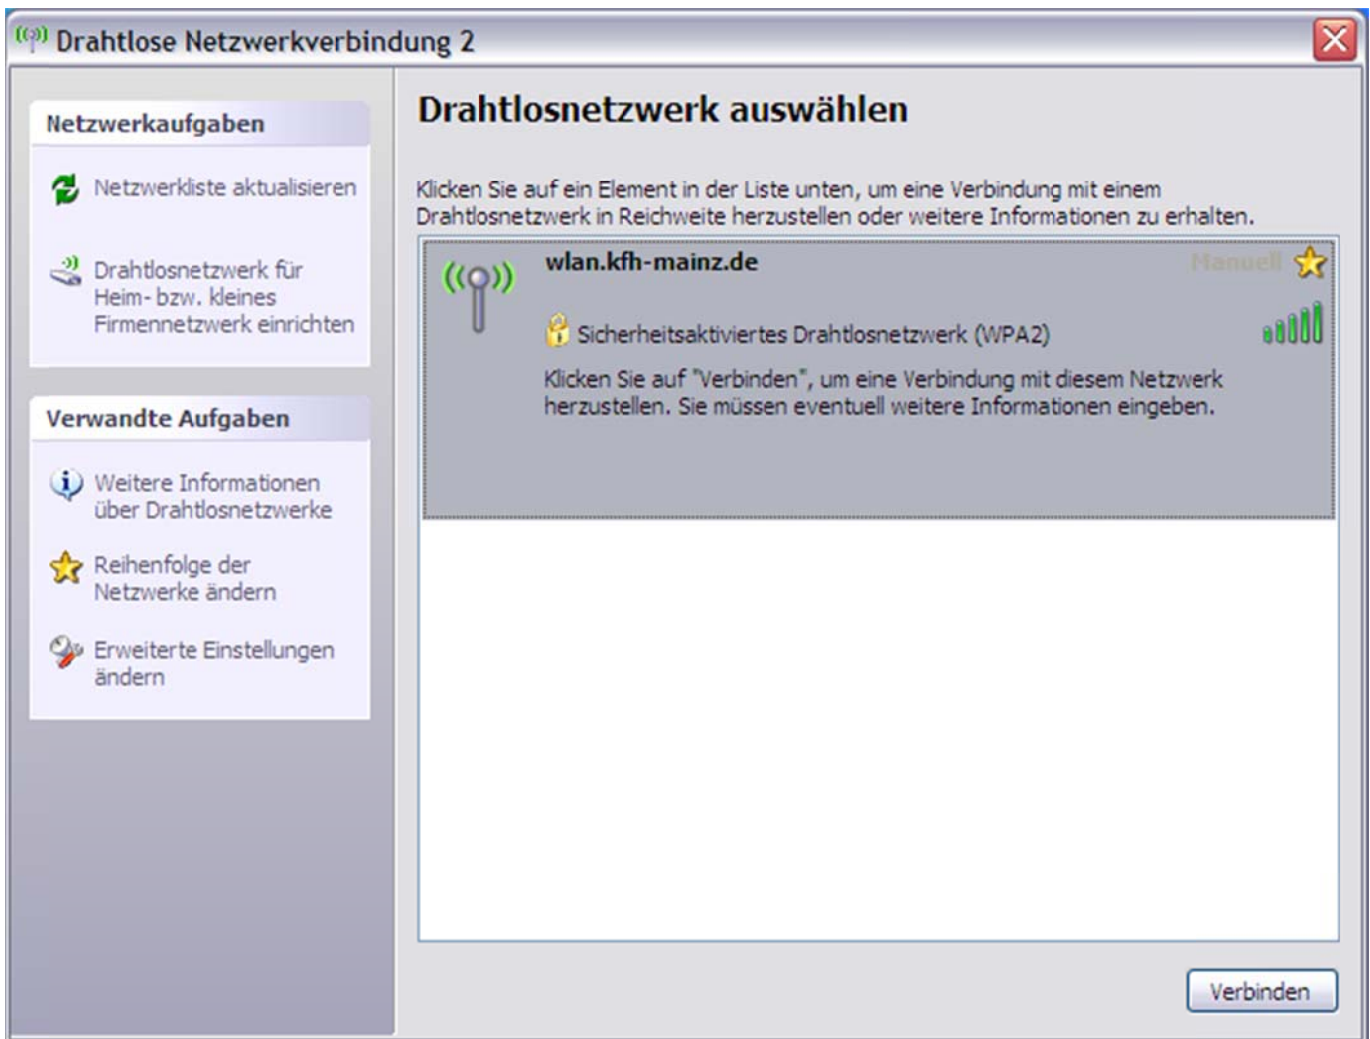 Drahtlose Netzwerkverbindung 2
Netzwerkaufgaben
Netzwerkliste aktualisieren
Drahtlosnetzwerk für
Heim- bzw. kleines
Firmennetzwerk einrichten
Verwandte Aufgaben
Weitere Informationen
über Drahtlosnetzwerke
Reihenfolge der
Netzwerke ändern
Erweiterte Einstellungen
ändern
Drahtlosnetzwerk auswählen
Klicken Sie auf ein Element in der Liste unten, um eine Verbindung mit einem
Drahtlosnetzwerk in Reichweite herzustellen oder weitere Informationen zu erhalten.
wlan.kfh-mainz.de
Manuell
Sicherheitsaktiviertes Drahtlosnetzwerk (WPA2)
Klicken Sie auf "Verbinden", um eine Verbindung mit diesem Netzwerk
herzustellen. Sie müssen eventuell weitere Informationen eingeben.
Verbinden